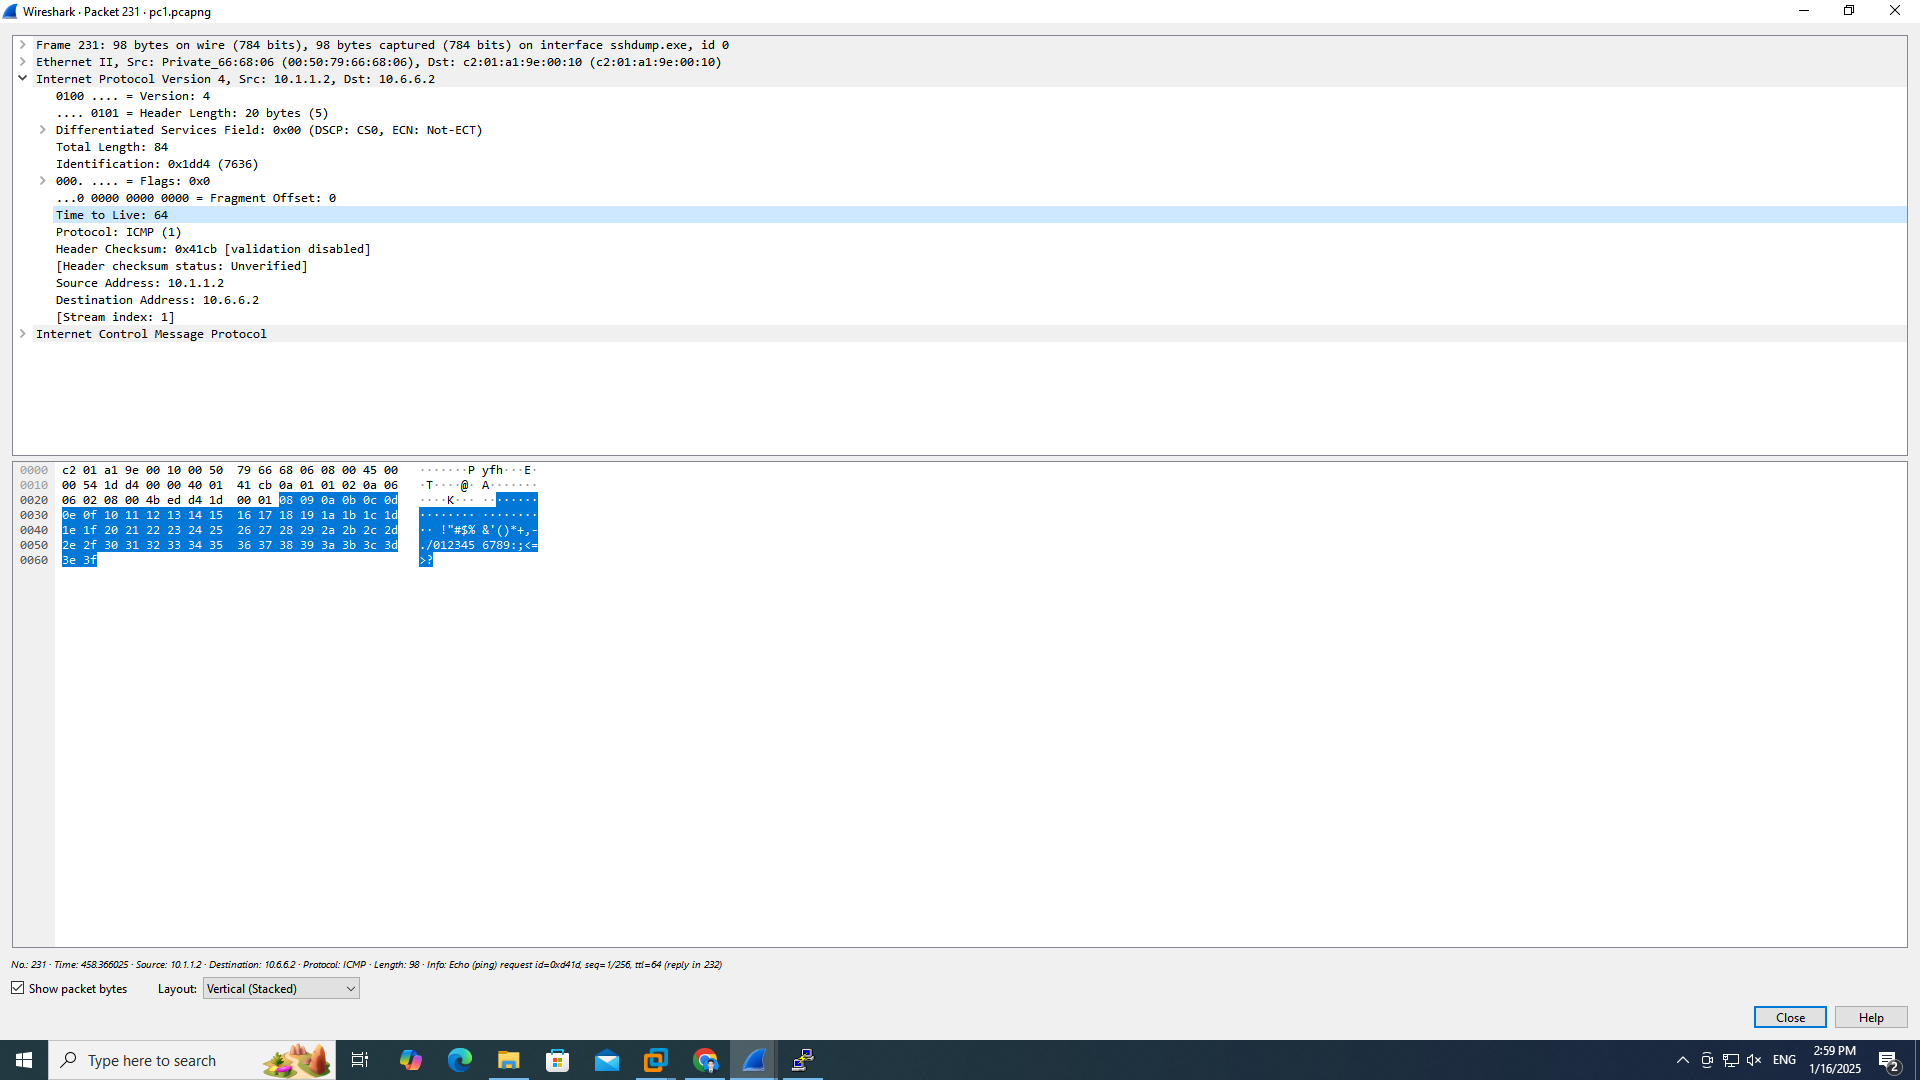 Wireshark · Packet 231 · pc1.pcapng
Frame 231: 98 bytes on wire (784 bits), 98 bytes captured (784 bits) on interface sshdump.exe, id 0
Ethernet II, Src: Private_66:68:06 (00:50:79:66:68:06), Dst: c2:01:a1:9e:00:10 (c2:01:a1:9e:00:10)
Internet Protocol Version 4, Src: 10.1.1.2, Dst: 10.6.6.2
0100 .... = Version: 4
.... 0101 = Header Length: 20 bytes (5)
Differentiated Services Field: 0x00 (DSCP: CS0, ECN: Not-ECT)
Total Length: 84
Identification: 0x1dd4 (7636)
000. .... = Flags: 0x0
...0 0000 0000 0000 = Fragment Offset: 0
Time to Live: 64
Protocol: ICMP (1)
Header Checksum: 0x41cb [validation disabled]
[Header checksum status: Unverified]
Source Address: 10.1.1.2
Destination Address: 10.6.6.2
[Stream index: 1]
Internet Control Message Protocol
0000 c2 01 a1 9e 00 10 00 50 79 66 68 06 08 00 45 00 ·······P yfh···E·
0010 00 54 1d d4 00 00 40 01 41 cb 0a 01 01 02 0a 06 ·T····@· A·······
0020 06 02 08 00 4b ed d4 1d 00 01 08 09 0a 0b 0c 0d ····K··· ········
0030 0e 0f 10 11 12 13 14 15 16 17 18 19 1a 1b 1c 1d ········ ········
0040 1e 1f 20 21 22 23 24 25 26 27 28 29 2a 2b 2c 2d ·· !"#$% &'()*+,-
0050 2e 2f 30 31 32 33 34 35 36 37 38 39 3a 3b 3c 3d ./012345 6789:;<=
0060 3e 3f >?
No.: 231 · Time: 458.366025 · Source: 10.1.1.2 · Destination: 10.6.6.2 · Protocol: ICMP · Length: 98 · Info: Echo (ping) request id=0xd41d, seq=1/256, ttl=64 (reply in 232)
Show packet bytes Layout: Vertical (Stacked)
Close Help
Type here to search ENG 2:59 PM
1/16/2025 2